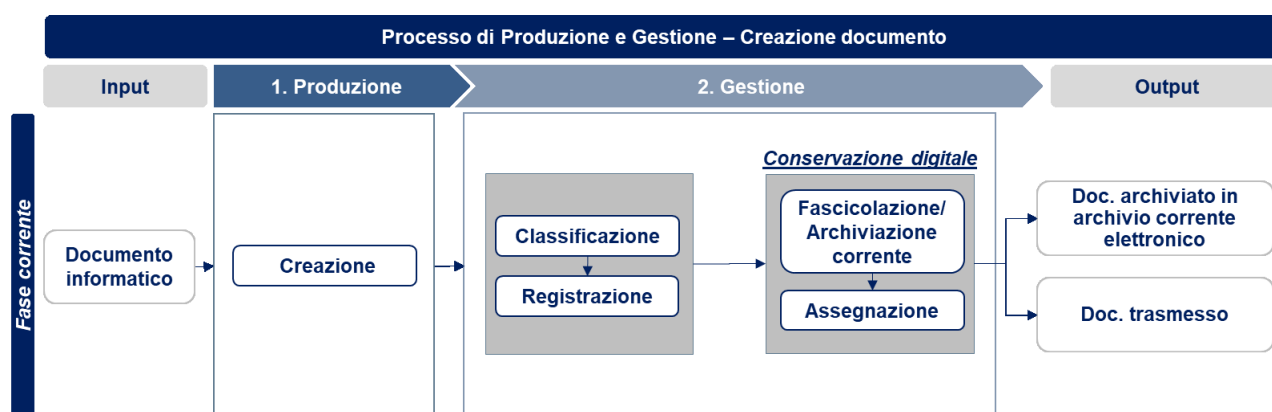 Processo di Produzione e Gestione – Creazione documento
Input
1. Produzione
2. Gestione
Output
Fase corrente
Documento
informatico
Creazione
Classificazione
Registrazione
Conservazione digitale
Fascicolazione/
Archiviazione
corrente
Assegnazione
Doc. archiviato in
archivio corrente
elettronico
Doc. trasmesso